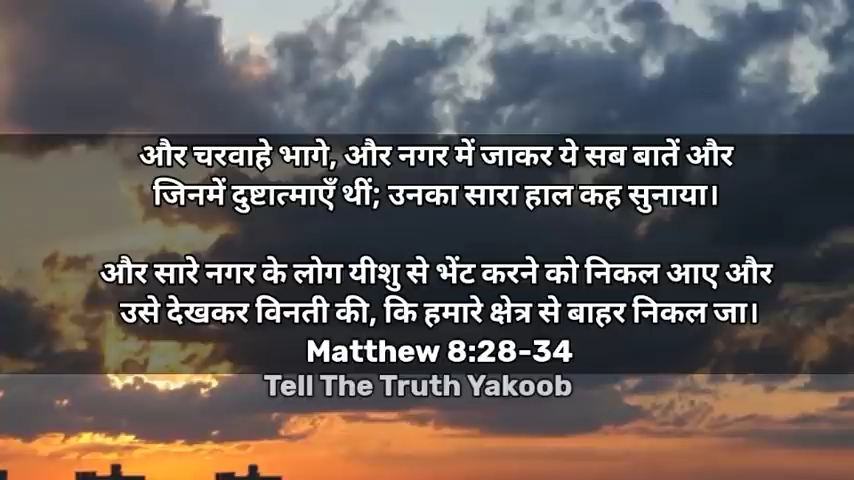 और चरवाहे भागे, और नगर में जाकर ये सब बातें और
जिनमें दुष्टात्माएँ थीं; उनका सारा हाल कह सुनाया।
और सारे नगर के लोग यीशु से भेंट करने को निकल आए और
उसे देखकर विनती की, कि हमारे क्षेत्र से बाहर निकल जा।
Matthew 8:28-34
Tell The Truth Yakoob